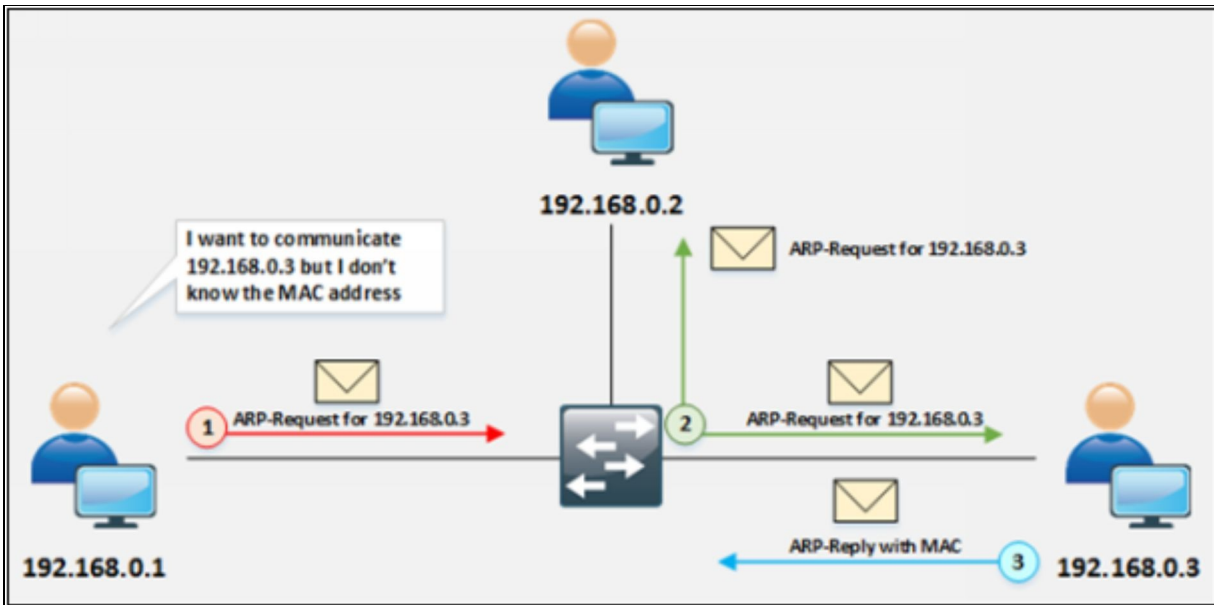 192.168.0.2
I want to communicate
192.168.0.3 but I don't
know the MAC address
ARP-Request for 192.168.0.3
1
ARP-Request for 192.168.0.3
2
ARP-Request for 192.168.0.3
ARP-Reply with MAC
3
192.168.0.1
192.168.0.3